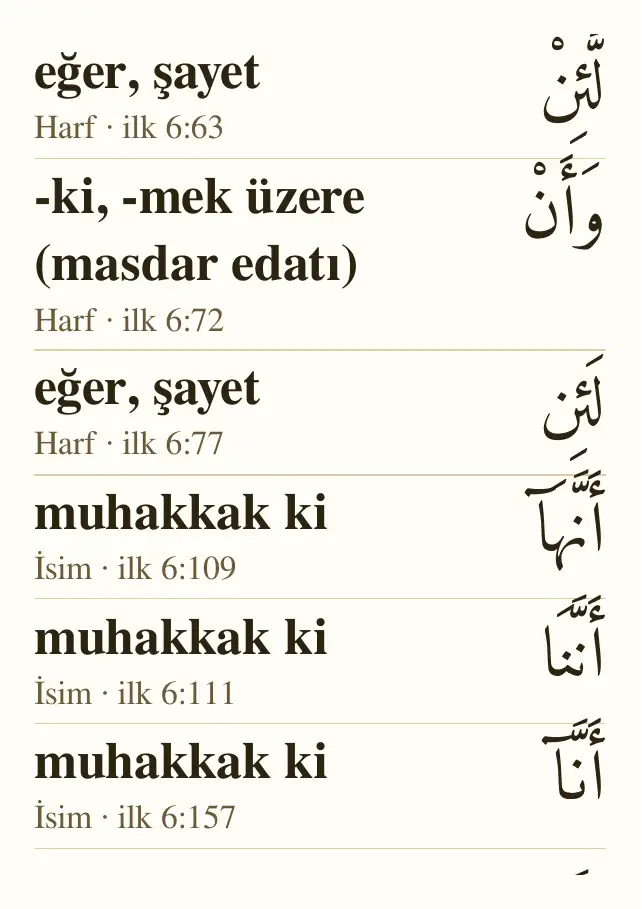 eğer, şayet لَّئِنْ
Harf · ilk 6:63
-ki, -mek üzere وَأَنْ
(masdar edatı)
Harf · ilk 6:72
eğer, şayet لَئِنِ
Harf · ilk 6:77
muhakkak ki أَنَّهَآ
İsim · ilk 6:109
muhakkak ki أَنَّنَا
İsim · ilk 6:111
muhakkak ki أَنَّآ
İsim · ilk 6:157